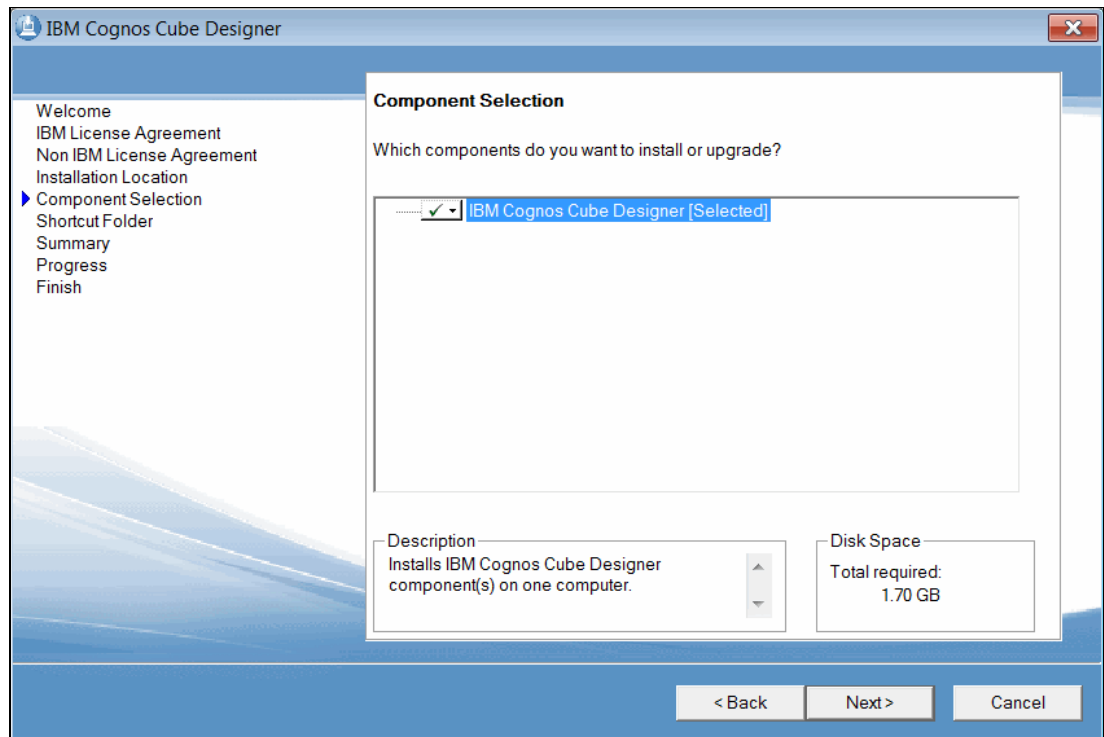 IBM Cognos Cube Designer
Welcome
IBM License Agreement
Non IBM License Agreement
Installation Location
Component Selection
Shortcut Folder
Summary
Progress
Finish
Component Selection
Which components do you want to install or upgrade?
IBM Cognos Cube Designer [Selected]
Description
Installs IBM Cognos Cube Designer
component(s) on one computer.
Disk Space
Total required:
1.70 GB
< Back
Next >
Cancel